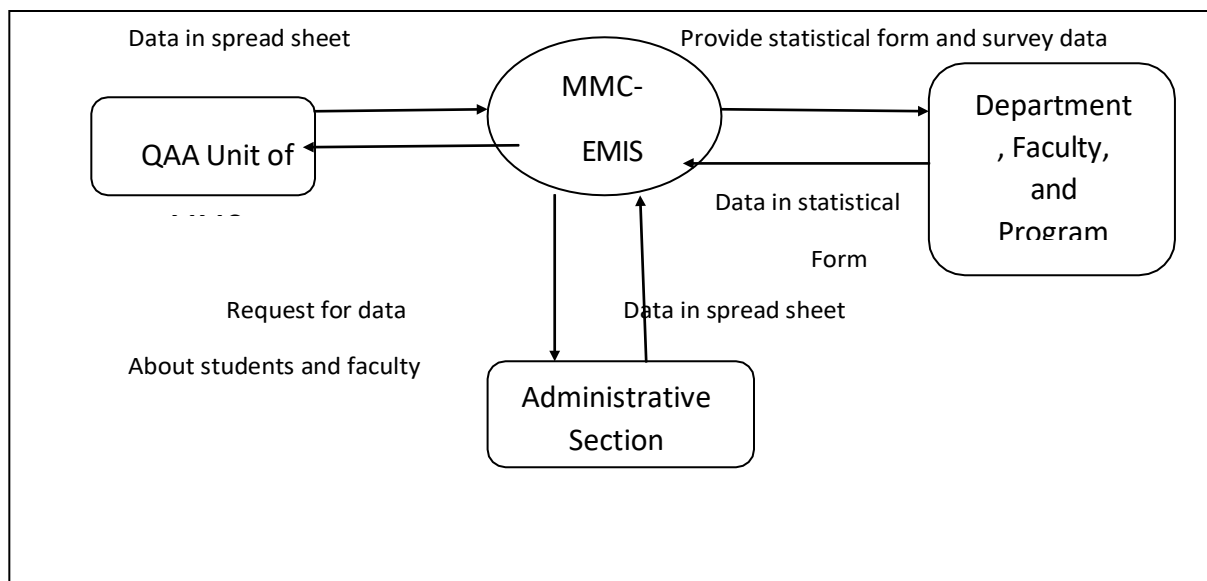 Data in spread sheet
Provide statistical form and survey data
MMC-
EMIS
QAA Unit of
Department
, Faculty,
and
Program
Data in statistical
Form
Request for data
Data in spread sheet
About students and faculty
Administrative
Section